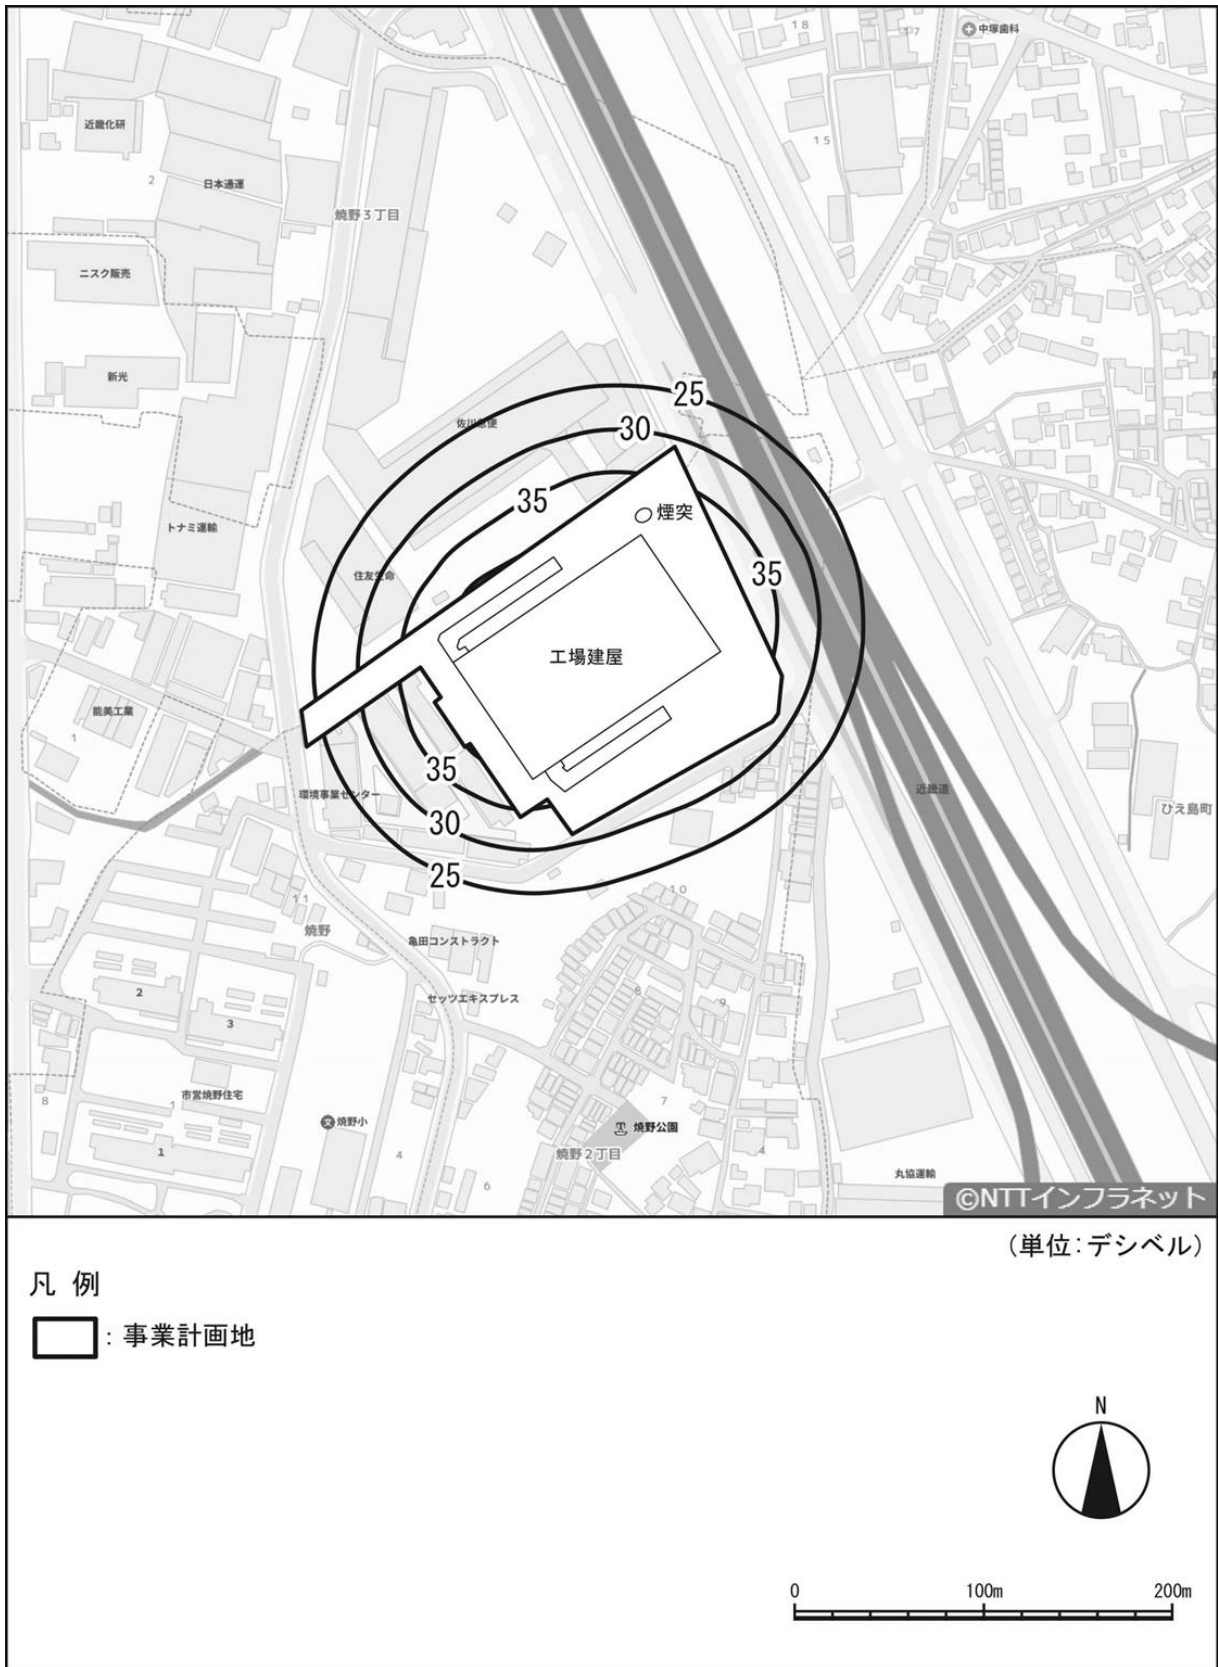 18
17
中塚歯科
近畿化研
15
2
日本通運
焼野3丁目
ニスク販売
新光
25
佐川急便
30
35
煙突
トナミ運輸
住友生命
35
工場建屋
能美工業
1
35
近畿道
環境事業センター
ひえ島町
30
25
10
11
焼野
亀田コンストラクト
2
8
セッツエキスプレス
9
3
8
市営焼野住宅
1
7
焼野小
焼野公園
1
4
焼野2丁目
4
丸協運輸
6
©NTTインフラネット
(単位:デシベル)
凡 例
:事業計画地
N
0
100m
200m